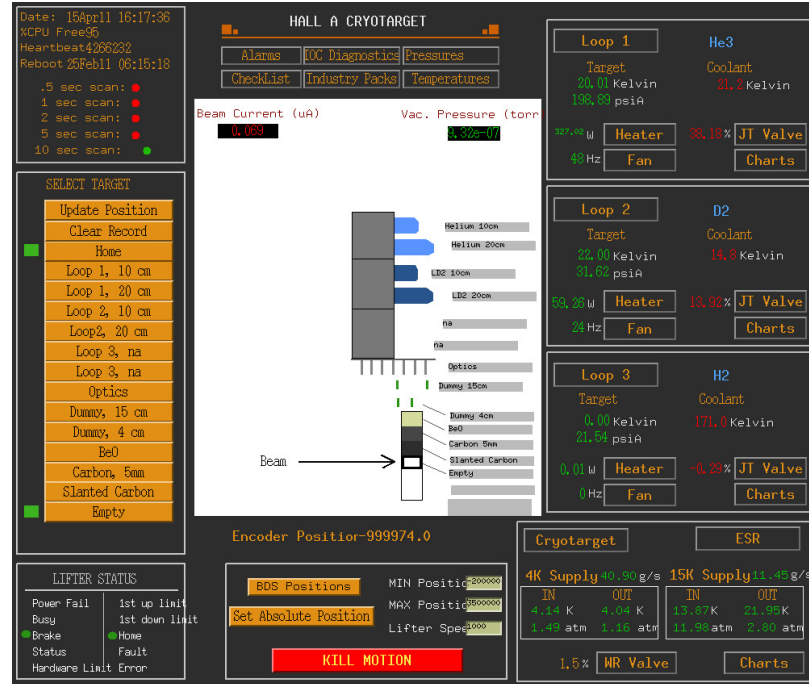 Date: 15April 16:17:36
%CPU Free95
Heartbeat4266232
Reboot 25Feb11 06:15:18
.5 sec scan:
1 sec scan:
2 sec scan:
5 sec scan:
10 sec scan:
HALL A CRYOTARGET
Alarms IOC Diagnostics Pressures
CheckList Industry Packs Temperatures
Beam Current (uA) Vac. Pressure (torr
0.069 9.32e-07
SELECT TARGET
Update Position
Clear Record
Home
Loop 1, 10 cm
Loop 1, 20 cm
Loop 2, 10 cm
Loop2, 20 cm
Loop 3, na
Loop 3, na
Optics
Dummy, 15 cm
Dummy, 4 cm
BeO
Carbon, 5mm
Slanted Carbon
Empty
Helium 10cm
Helium 20cm
LD2 10cm
LD2 20cm
na
na
Optics
Dummy 15cm
Dummy 4cm
BeO
Carbon 5mm
Slanted Carbon
Empty
Beam
Loop 1 He3
Target Coolant
20.01 Kelvin 21.2 Kelvin
198.89 psiA
327.02 W Heater 38.18% JT Valve
48 Hz Fan Charts
Loop 2 D2
Target Coolant
22.00 Kelvin 14.8 Kelvin
31.62 psiA
59.26 W Heater 13.92% JT Valve
24 Hz Fan Charts
Loop 3 H2
Target Coolant
0.00 Kelvin 171.0 Kelvin
21.54 psiA
0.01 W Heater -0.29% JT Valve
0 Hz Fan Charts
Encoder Position-999974.0
LIFTER STATUS
Power Fail 1st up limit
Busy 1st down limit
Brake Home
Status Fault
Hardware Limit Error
BDS Positions MIN Positio -200000
Set Absolute Position MAX Positio 3500000
Lifter Spee 1000
KILL MOTION
Cryotarget ESR
4K Supply 40.90 g/s 15K Supply 11.45 g/s
IN OUT IN OUT
4.14 K 4.04 K 13.87 K 21.95 K
1.49 atm 1.16 atm 11.98 atm 2.80 atm
1.5% WR Valve Charts